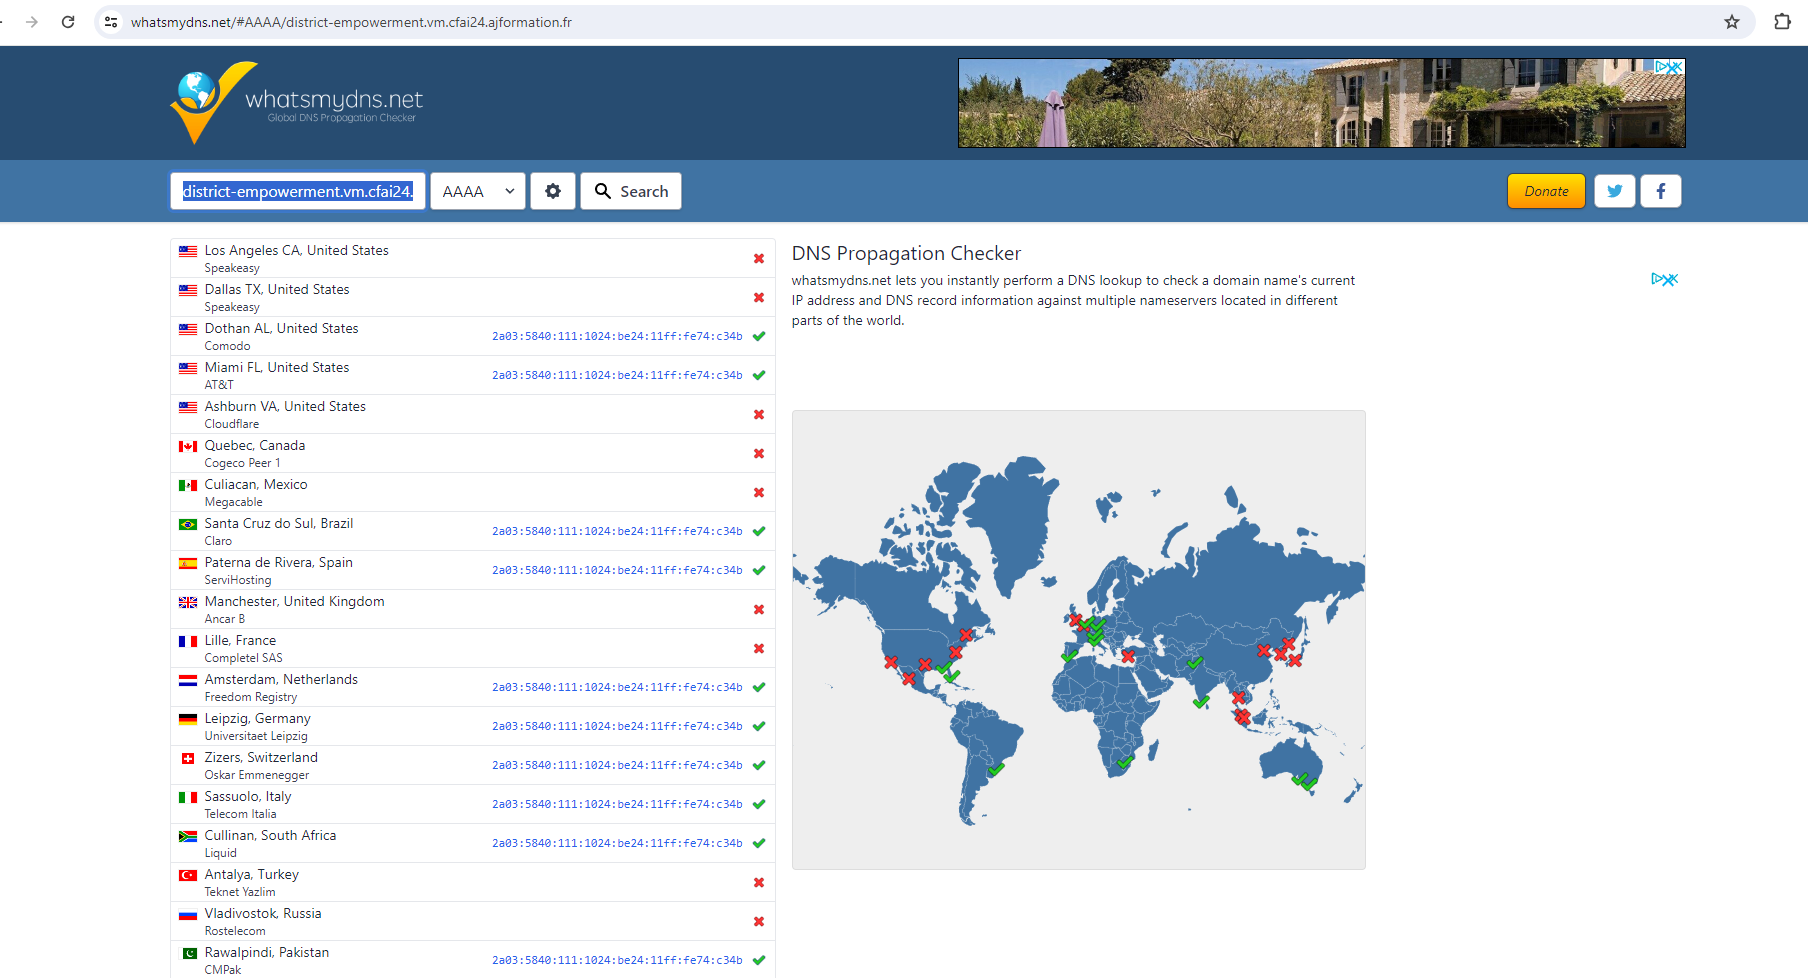 whatsmydns.net/#AAAA/district-empowerment.vm.cfai24.ajformation.fr
whatsmydns.net
Global DNS Propagation Checker
district-empowerment.vm.cfai24.
AAAA
Search
Donate
Los Angeles CA, United States
Speakeasy
Dallas TX, United States
Speakeasy
Dothan AL, United States
Comodo
2a03:5840:111:1024:be24:11ff:fe74:c34b
Miami FL, United States
AT&T
2a03:5840:111:1024:be24:11ff:fe74:c34b
Ashburn VA, United States
Cloudflare
Quebec, Canada
Cogeco Peer 1
Culiacan, Mexico
Megacable
Santa Cruz do Sul, Brazil
Claro
2a03:5840:111:1024:be24:11ff:fe74:c34b
Paterna de Rivera, Spain
ServiHosting
2a03:5840:111:1024:be24:11ff:fe74:c34b
Manchester, United Kingdom
Ancar B
Lille, France
Completel SAS
Amsterdam, Netherlands
Freedom Registry
2a03:5840:111:1024:be24:11ff:fe74:c34b
Leipzig, Germany
Universitaet Leipzig
2a03:5840:111:1024:be24:11ff:fe74:c34b
Zizers, Switzerland
Oskar Emmenegger
2a03:5840:111:1024:be24:11ff:fe74:c34b
Sassuolo, Italy
Telecom Italia
2a03:5840:111:1024:be24:11ff:fe74:c34b
Cullinan, South Africa
Liquid
2a03:5840:111:1024:be24:11ff:fe74:c34b
Antalya, Turkey
Teknet Yazlim
Vladivostok, Russia
Rostelecom
Rawalpindi, Pakistan
CMPak
2a03:5840:111:1024:be24:11ff:fe74:c34b
DNS Propagation Checker
whatsmydns.net lets you instantly perform a DNS lookup to check a domain name's current
IP address and DNS record information against multiple nameservers located in different
parts of the world.